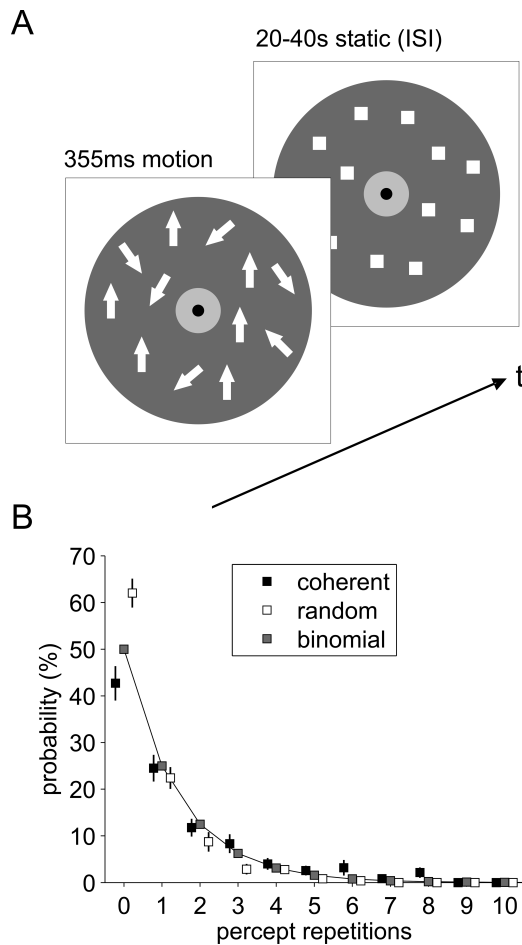 A
20-40s static (ISI)
355ms motion
t
B
70
60
50
40
30
20
10
0
probability (%)
coherent
random
binomial
0 1 2 3 4 5 6 7 8 9 10
percept repetitions